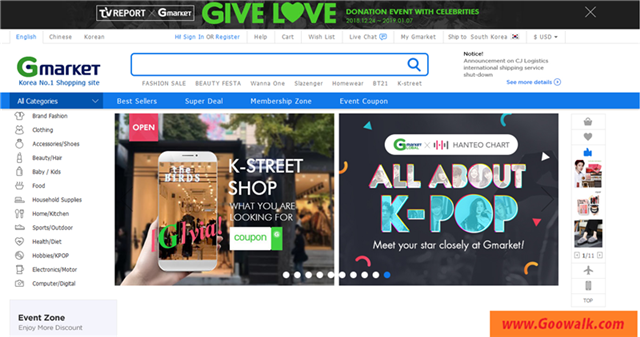 TVREPORT × Gmarket GIVE LOVE DONATION EVENT WITH CELEBRITIES
2018.12.24 ~ 2019.01.07
English Chinese Korean Hi! Sign In OR Register Help Cart Wish List Live Chat My Gmarket Ship to South Korea $ USD
Gmarket
Korea No.1 Shopping site
FASHION SALE BEAUTY FESTA Wanna One Slazenger Homewear BT21 K-street
Notice!
Announcement on CJ Logistics
international shipping service
shut-down
See more details
All Categories Best Sellers Super Deal Membership Zone Event Coupon
Brand Fashion
Clothing
Accessories/Shoes
Beauty/Hair
Baby / Kids
Food
Household Supplies
Home/Kitchen
Sports/Outdoor
Health/Diet
Hobbies/KPOP
Electronics/Motor
Computer/Digital
OPEN
the BIRDS
K-STREET
SHOP
WHAT YOU ARE
LOOKING FOR
coupon
Gmarket GLOBAL × HANTEO CHART
ALL ABOUT
K-POP
Meet your star closely at Gmarket!
1/11
TOP
Event Zone
Enjoy More Discount
www.Goowalk.com